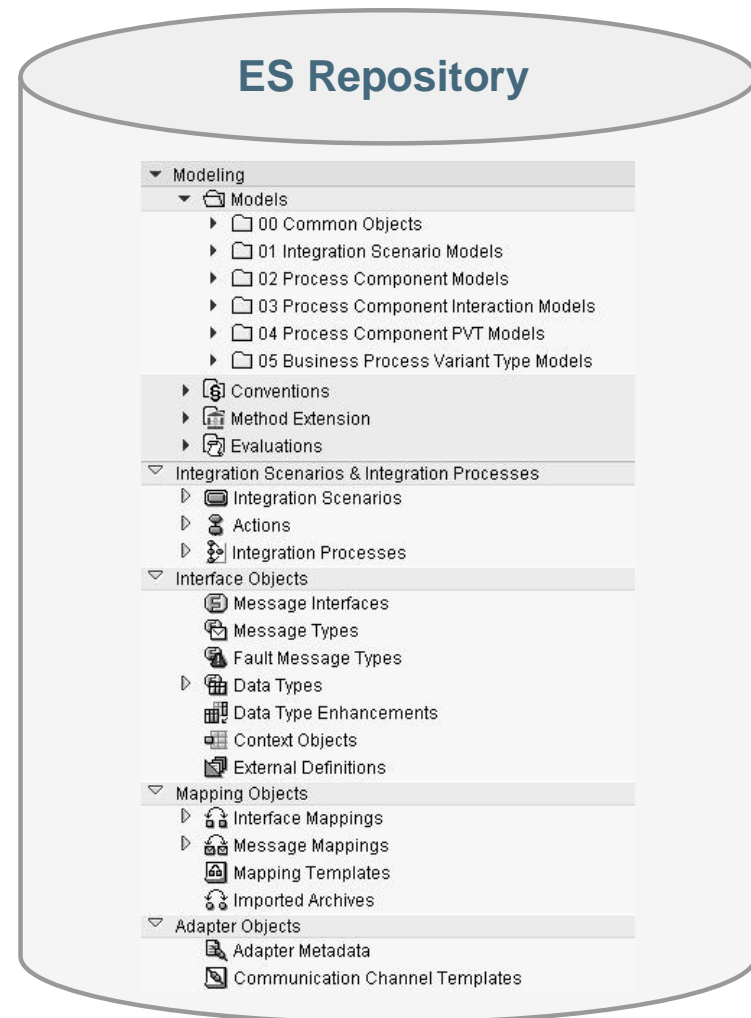 ES Repository
Modeling
Models
00 Common Objects
01 Integration Scenario Models
02 Process Component Models
03 Process Component Interaction Models
04 Process Component PVT Models
05 Business Process Variant Type Models
Conventions
Method Extension
Evaluations
Integration Scenarios & Integration Processes
Integration Scenarios
Actions
Integration Processes
Interface Objects
Message Interfaces
Message Types
Fault Message Types
Data Types
Data Type Enhancements
Context Objects
External Definitions
Mapping Objects
Interface Mappings
Message Mappings
Mapping Templates
Imported Archives
Adapter Objects
Adapter Metadata
Communication Channel Templates